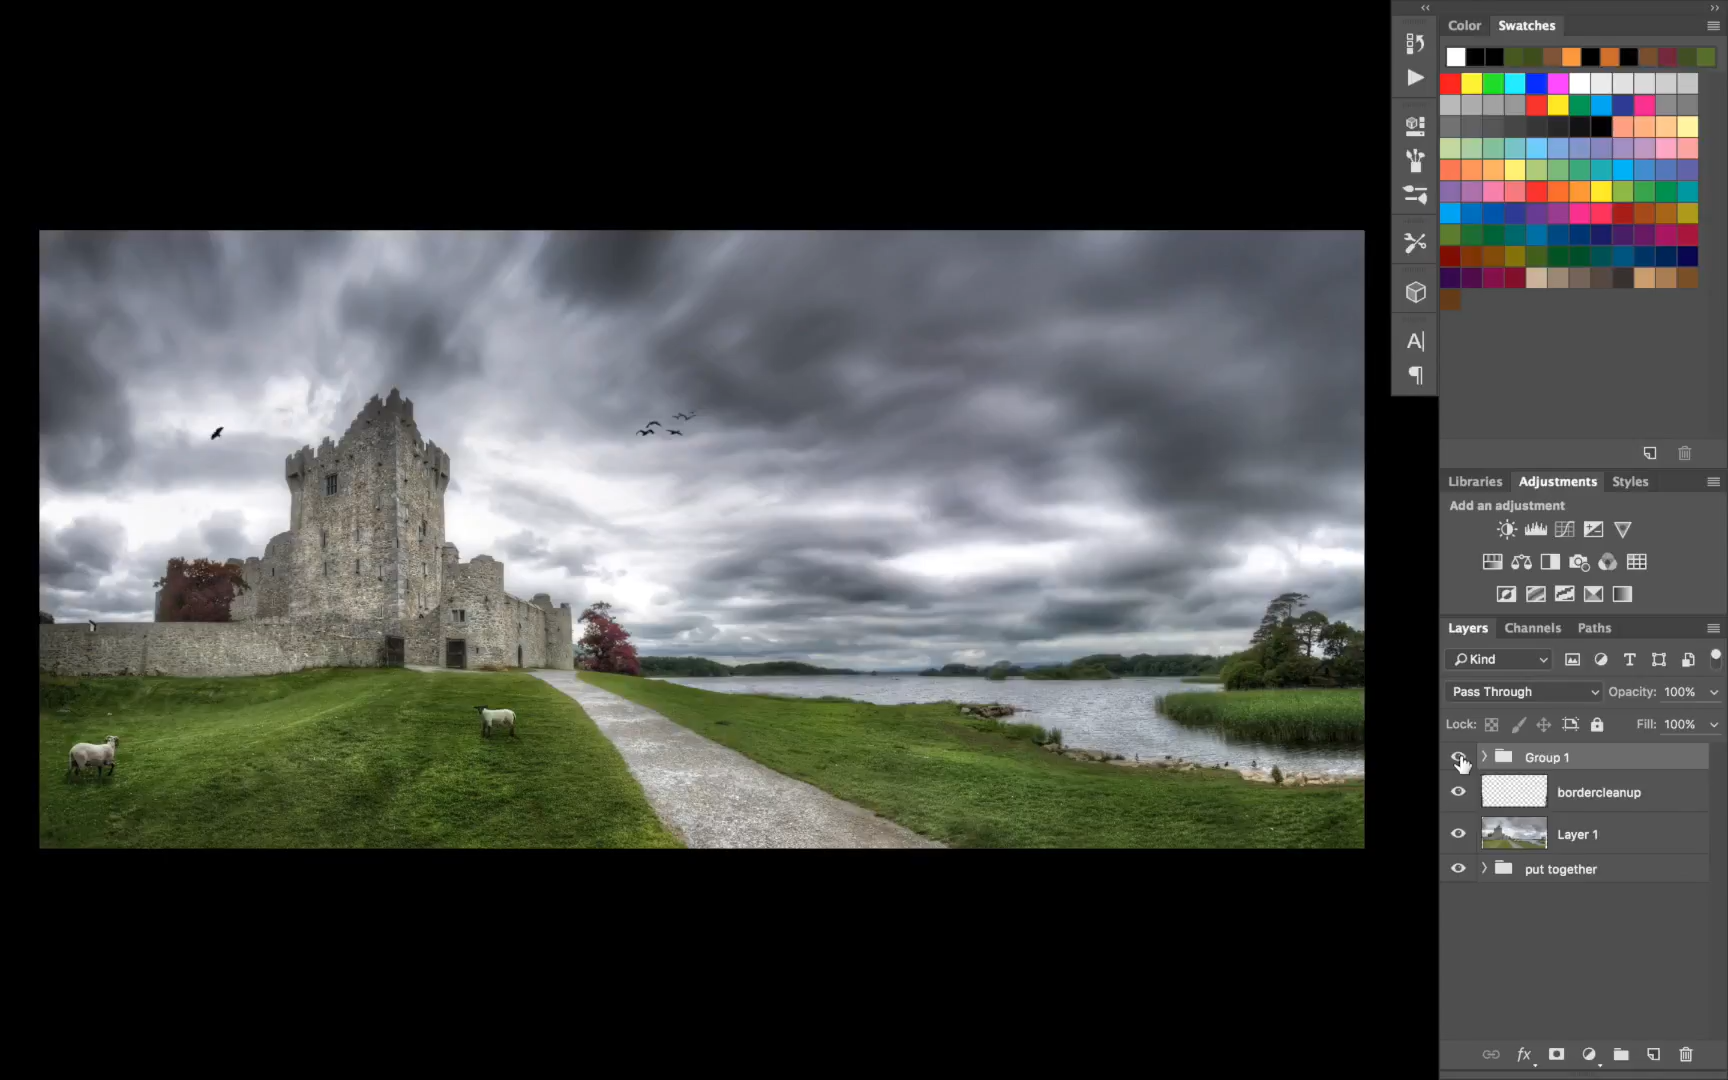 Color Swatches
Libraries Adjustments Styles
Add an adjustment
Layers Channels Paths
Kind
Pass Through Opacity: 100%
Lock: Fill: 100%
Group 1
bordercleanup
Layer 1
put together
fx